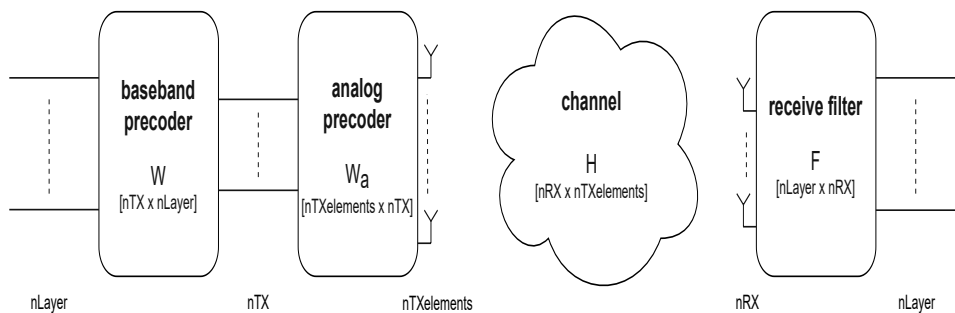 baseband
precoder
W
[nTX x nLayer]
analog
precoder
Wa
[nTXelements x nTX]
channel
H
[nRX x nTXelements]
receive filter
F
[nLayer x nRX]
nLayer
nTX
nTXelements
nRX
nLayer